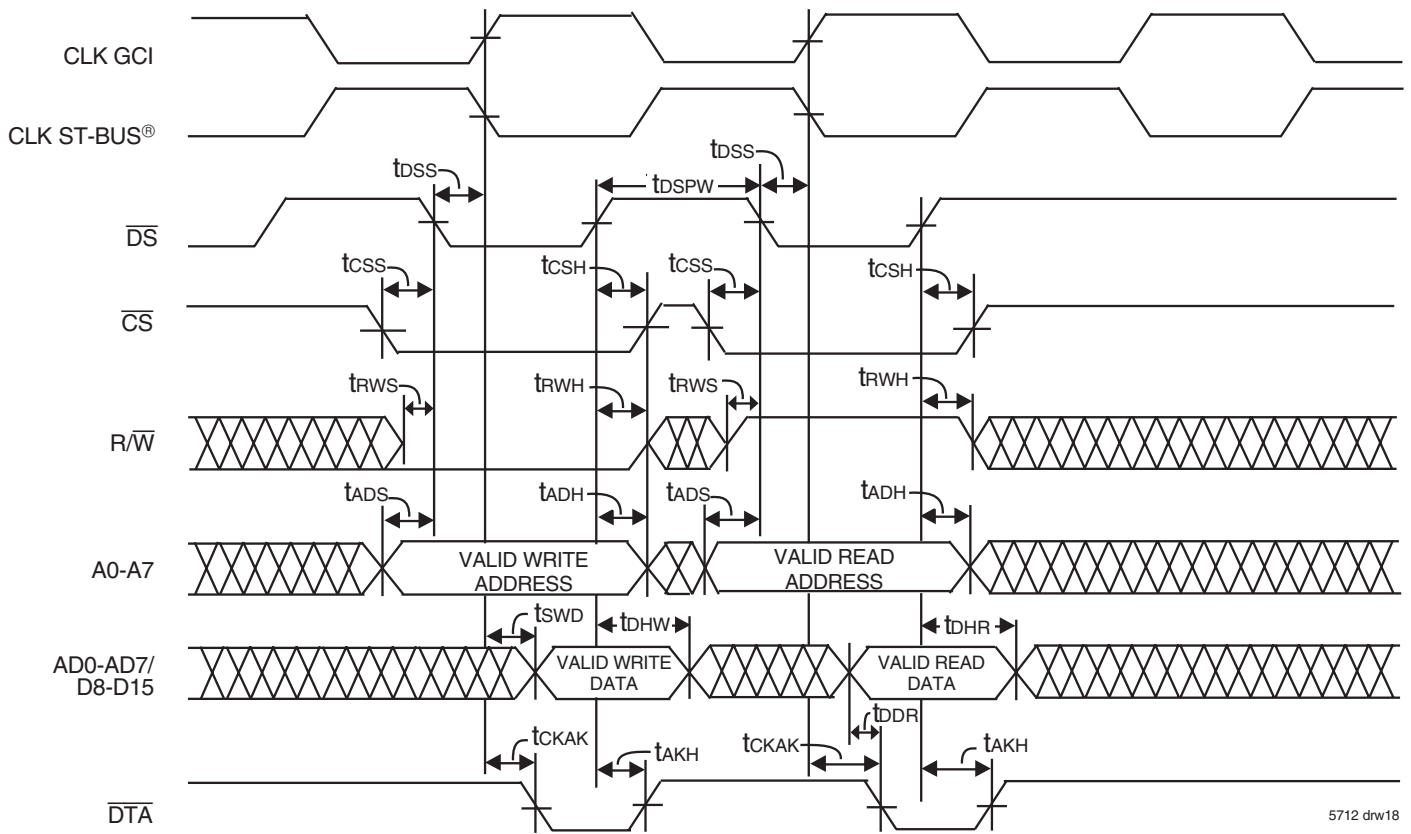 CLK GCI
CLK ST-BUS®
tDSS
tDSS
tDSPW
DS
tCSS
tCSH
tCSS
tCSH
CS
tRWS
tRWH
tRWS
tRWH
R/W
tADS
tADH
tADS
tADH
A0-A7
VALID WRITE
ADDRESS
VALID READ
ADDRESS
tSWD
tDHW
tDHR
AD0-AD7/
D8-D15
VALID WRITE
DATA
VALID READ
DATA
tDDR
tCKAK
tAKH
tCKAK
tAKH
DTA
5712 drw18